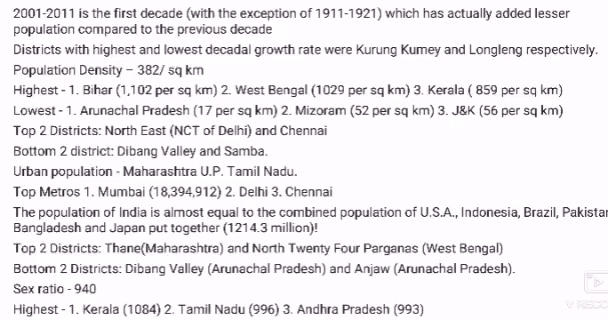 2001-2011 is the first decade (with the exception of 1911-1921) which has actually added lesser
population compared to the previous decade
Districts with highest and lowest decadal growth rate were Kurung Kumey and Longleng respectively.
Population Density – 382/ sq km
Highest - 1. Bihar (1,102 per sq km) 2. West Bengal (1029 per sq km) 3. Kerala ( 859 per sq km)
Lowest - 1. Arunachal Pradesh (17 per sq km) 2. Mizoram (52 per sq km) 3. J&K (56 per sq km)
Top 2 Districts: North East (NCT of Delhi) and Chennai
Bottom 2 district: Dibang Valley and Samba.
Urban population - Maharashtra U.P. Tamil Nadu.
Top Metros 1. Mumbai (18,394,912) 2. Delhi 3. Chennai
The population of India is almost equal to the combined population of U.S.A., Indonesia, Brazil, Pakistan
Bangladesh and Japan put together (1214.3 million)!
Top 2 Districts: Thane(Maharashtra) and North Twenty Four Parganas (West Bengal)
Bottom 2 Districts: Dibang Valley (Arunachal Pradesh) and Anjaw (Arunachal Pradesh).
Sex ratio - 940
Highest - 1. Kerala (1084) 2. Tamil Nadu (996) 3. Andhra Pradesh (993)